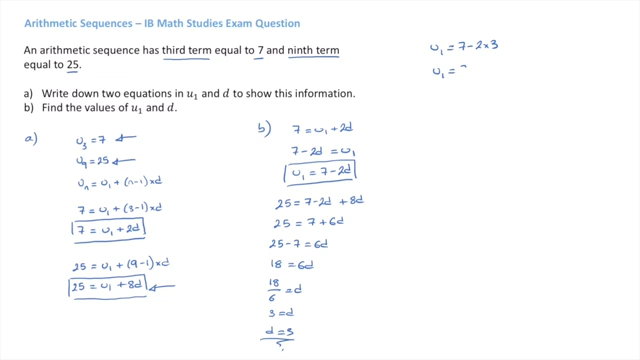 Arithmetic Sequences – IB Math Studies Exam Question
An arithmetic sequence has third term equal to 7 and ninth term
equal to 25.
a) Write down two equations in u₁ and d to show this information.
b) Find the values of u₁ and d.
a)
u₃ = 7
u₉ = 25
uₙ = u₁ + (n-1)×d
7 = u₁ + (3-1)×d
7 = u₁ + 2d
25 = u₁ + (9-1)×d
25 = u₁ + 8d
b)
7 = u₁ + 2d
7 - 2d = u₁
u₁ = 7 - 2d
25 = 7 - 2d + 8d
25 = 7 + 6d
25 - 7 = 6d
18 = 6d
18/6 = d
3 = d
d = 3
u₁ = 7 - 2×3
u₁ =